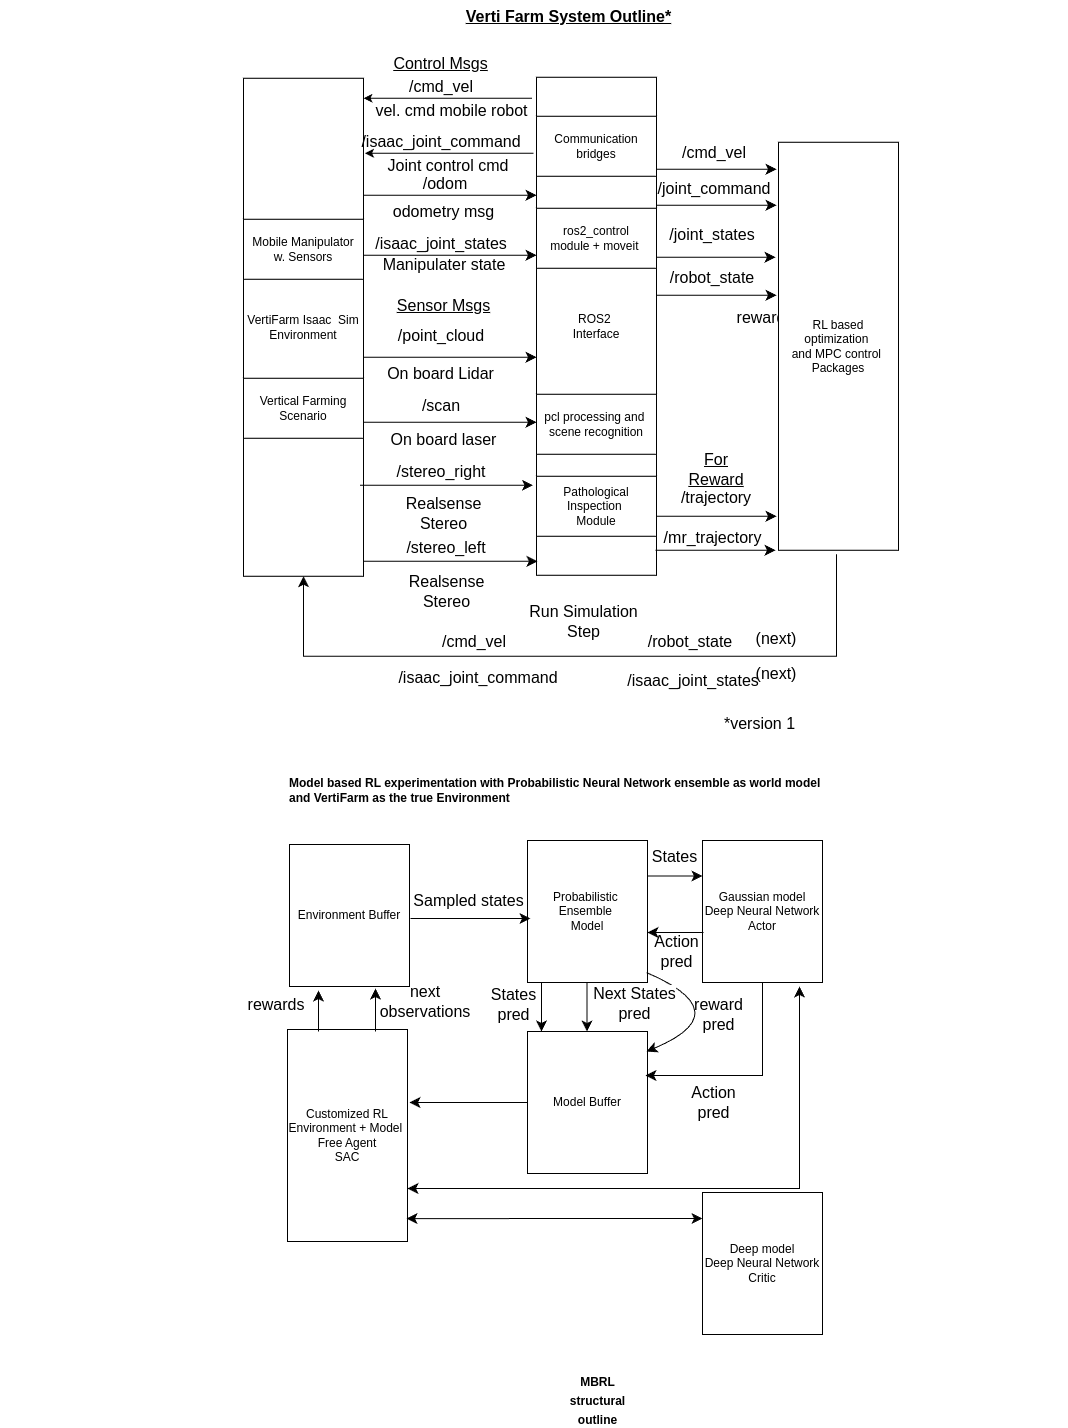 Verti Farm System Outline*
Control Msgs
/cmd_vel
vel. cmd mobile robot
/isaac_joint_command
Joint control cmd
/odom
odometry msg
/isaac_joint_states
Manipulater state
Sensor Msgs
/point_cloud
On board Lidar
/scan
On board laser
/stereo_right
Realsense
Stereo
/stereo_left
Realsense
Stereo
Mobile Manipulator
w. Sensors
VertiFarm Isaac  Sim
Environment
Vertical Farming
Scenario
Communication
bridges
ros2_control
module + moveit
ROS2
Interface
pcl processing and
scene recognition
Pathological
Inspection
Module
/cmd_vel
/joint_command
/joint_states
/robot_state
reward
For
Reward
/trajectory
/mr_trajectory
RL based
optimization
and MPC control
Packages
Run Simulation
Step
/cmd_vel
/robot_state
(next)
/isaac_joint_command
/isaac_joint_states
(next)
*version 1
Model based RL experimentation with Probabilistic Neural Network ensemble as world model
and VertiFarm as the true Environment
Environment Buffer
Sampled states
Probabilistic
Ensemble
Model
States
Gaussian model
Deep Neural Network
Actor
Action
pred
rewards
next
observations
States
pred
Next States
pred
reward
pred
Action
pred
Model Buffer
Customized RL
Environment + Model
Free Agent
SAC
Deep model
Deep Neural Network
Critic
MBRL
structural
outline